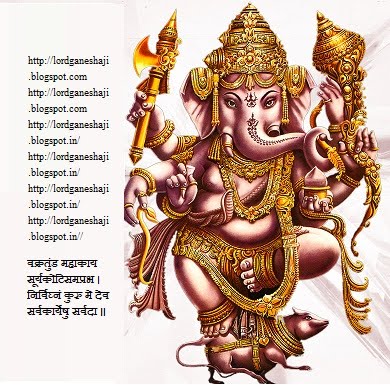 http://lordganeshaji
.blogspot.com
http://lordganeshaji
.blogspot.com
http://lordganeshaji
.blogspot.in/
http://lordganeshaji
.blogspot.in/
http://lordganeshaji
.blogspot.in/
http://lordganeshaji
.blogspot.in//
वक्रतुंड महाकाय
सूर्यकोटिसमप्रभ।
निर्विघ्नं कुरु मे देव
सर्वकार्येषु सर्वदा॥